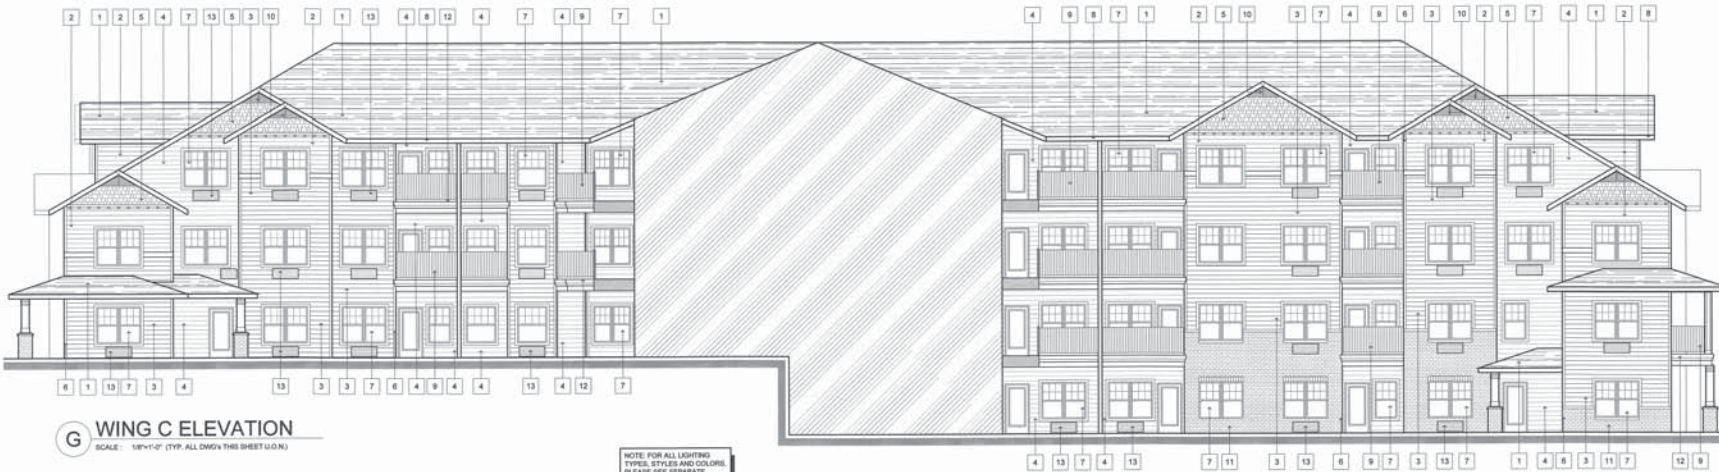 2 1 2 5 4 7 13 5 3 10 2 1 13 4 8 12 4 7 4 9 7 1 4 9 8 7 1 2 5 10 3 7 4 9 6 3 10 2 5 7 4 1 2 8
6 1 13 7 3 4 13 3 3 7 6 4 9 4 4 13 4 12 7
G WING C ELEVATION
SCALE : 1/8"=1'-0" (TYP. ALL DWG's THIS SHEET U.O.N.)
NOTE: FOR ALL LIGHTING
TYPES, STYLES AND COLORS,
PLEASE SEE SEPARATE
4 13 7 4 13 7 11 3 13 6 9 7 13 7 1 4 6 3 11 7 12 9